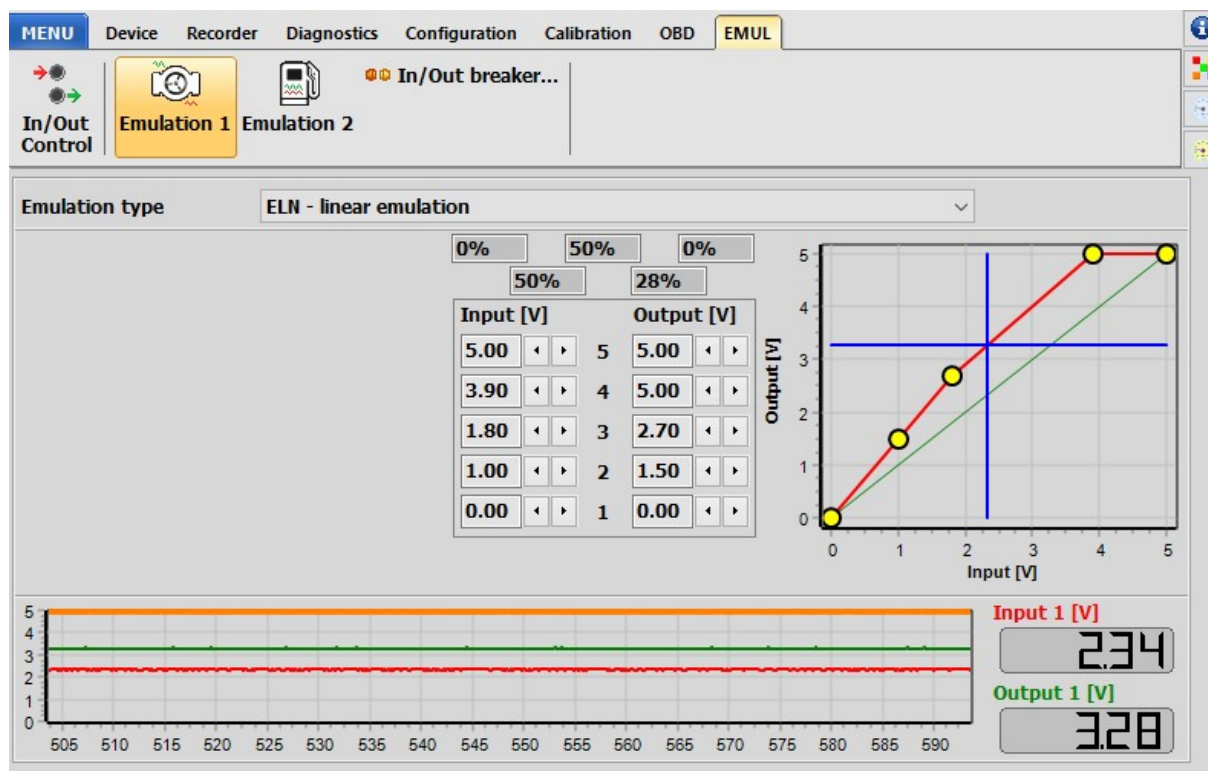 MENU Device Recorder Diagnostics Configuration Calibration OBD EMUL
In/Out Control
Emulation 1
Emulation 2
In/Out breaker...
Emulation type ELN - linear emulation
0% 50% 0%
50% 28%
Input [V] Output [V]
5.00 5 5.00
3.90 4 5.00
1.80 3 2.70
1.00 2 1.50
0.00 1 0.00
Output [V]
5
4
3
2
1
0
0 1 2 3 4 5
Input [V]
5
4
3
2
1
0
505 510 515 520 525 530 535 540 545 550 555 560 565 570 575 580 585 590
Input 1 [V]
2.34
Output 1 [V]
3.28